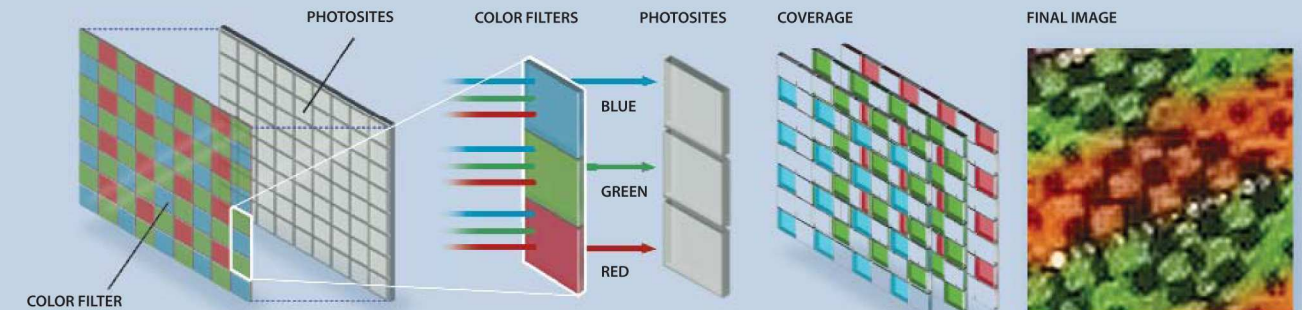 PHOTOSITES
COLOR FILTERS
PHOTOSITES
COVERAGE
FINAL IMAGE
BLUE
GREEN
RED
COLOR FILTER